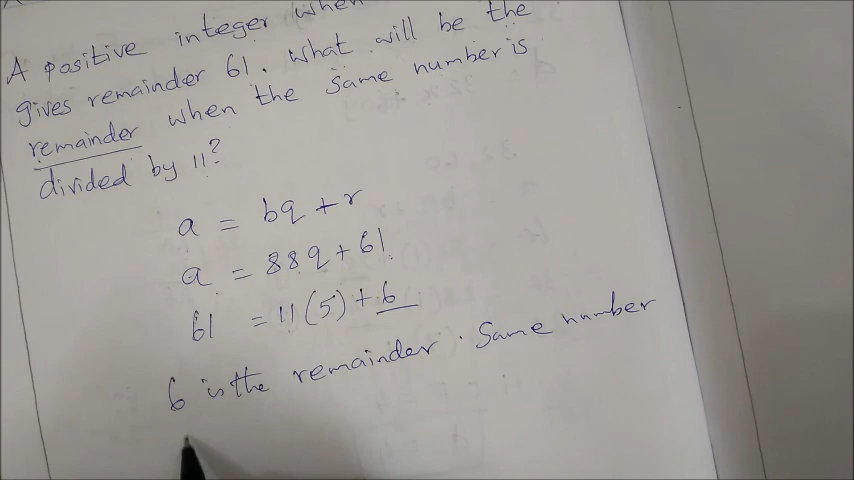 A positive integer when
gives remainder 61. What will be the
remainder when the same number is
divided by 11?
a = bq + r
a = 88q + 61
61 = 11(5) + 6
6 is the remainder. Same number